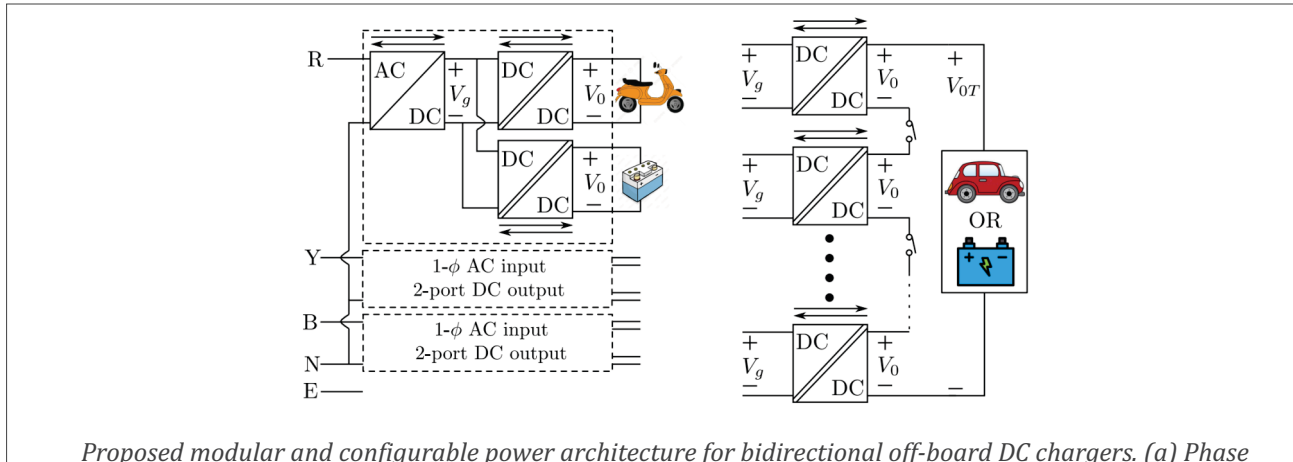 R
AC
DC
+
V_g
−
DC
DC
+
V_0
−
DC
DC
+
V_0
−
Y
1-ϕ AC input
2-port DC output
B
1-ϕ AC input
2-port DC output
N
E
+
V_g
−
DC
DC
+
V_0
−
+
V_{0T}
+
V_g
−
DC
DC
+
V_0
−
OR
+ −
+
V_g
−
DC
DC
+
V_0
−
−
Proposed modular and configurable power architecture for bidirectional off-board DC chargers. (a) Phase